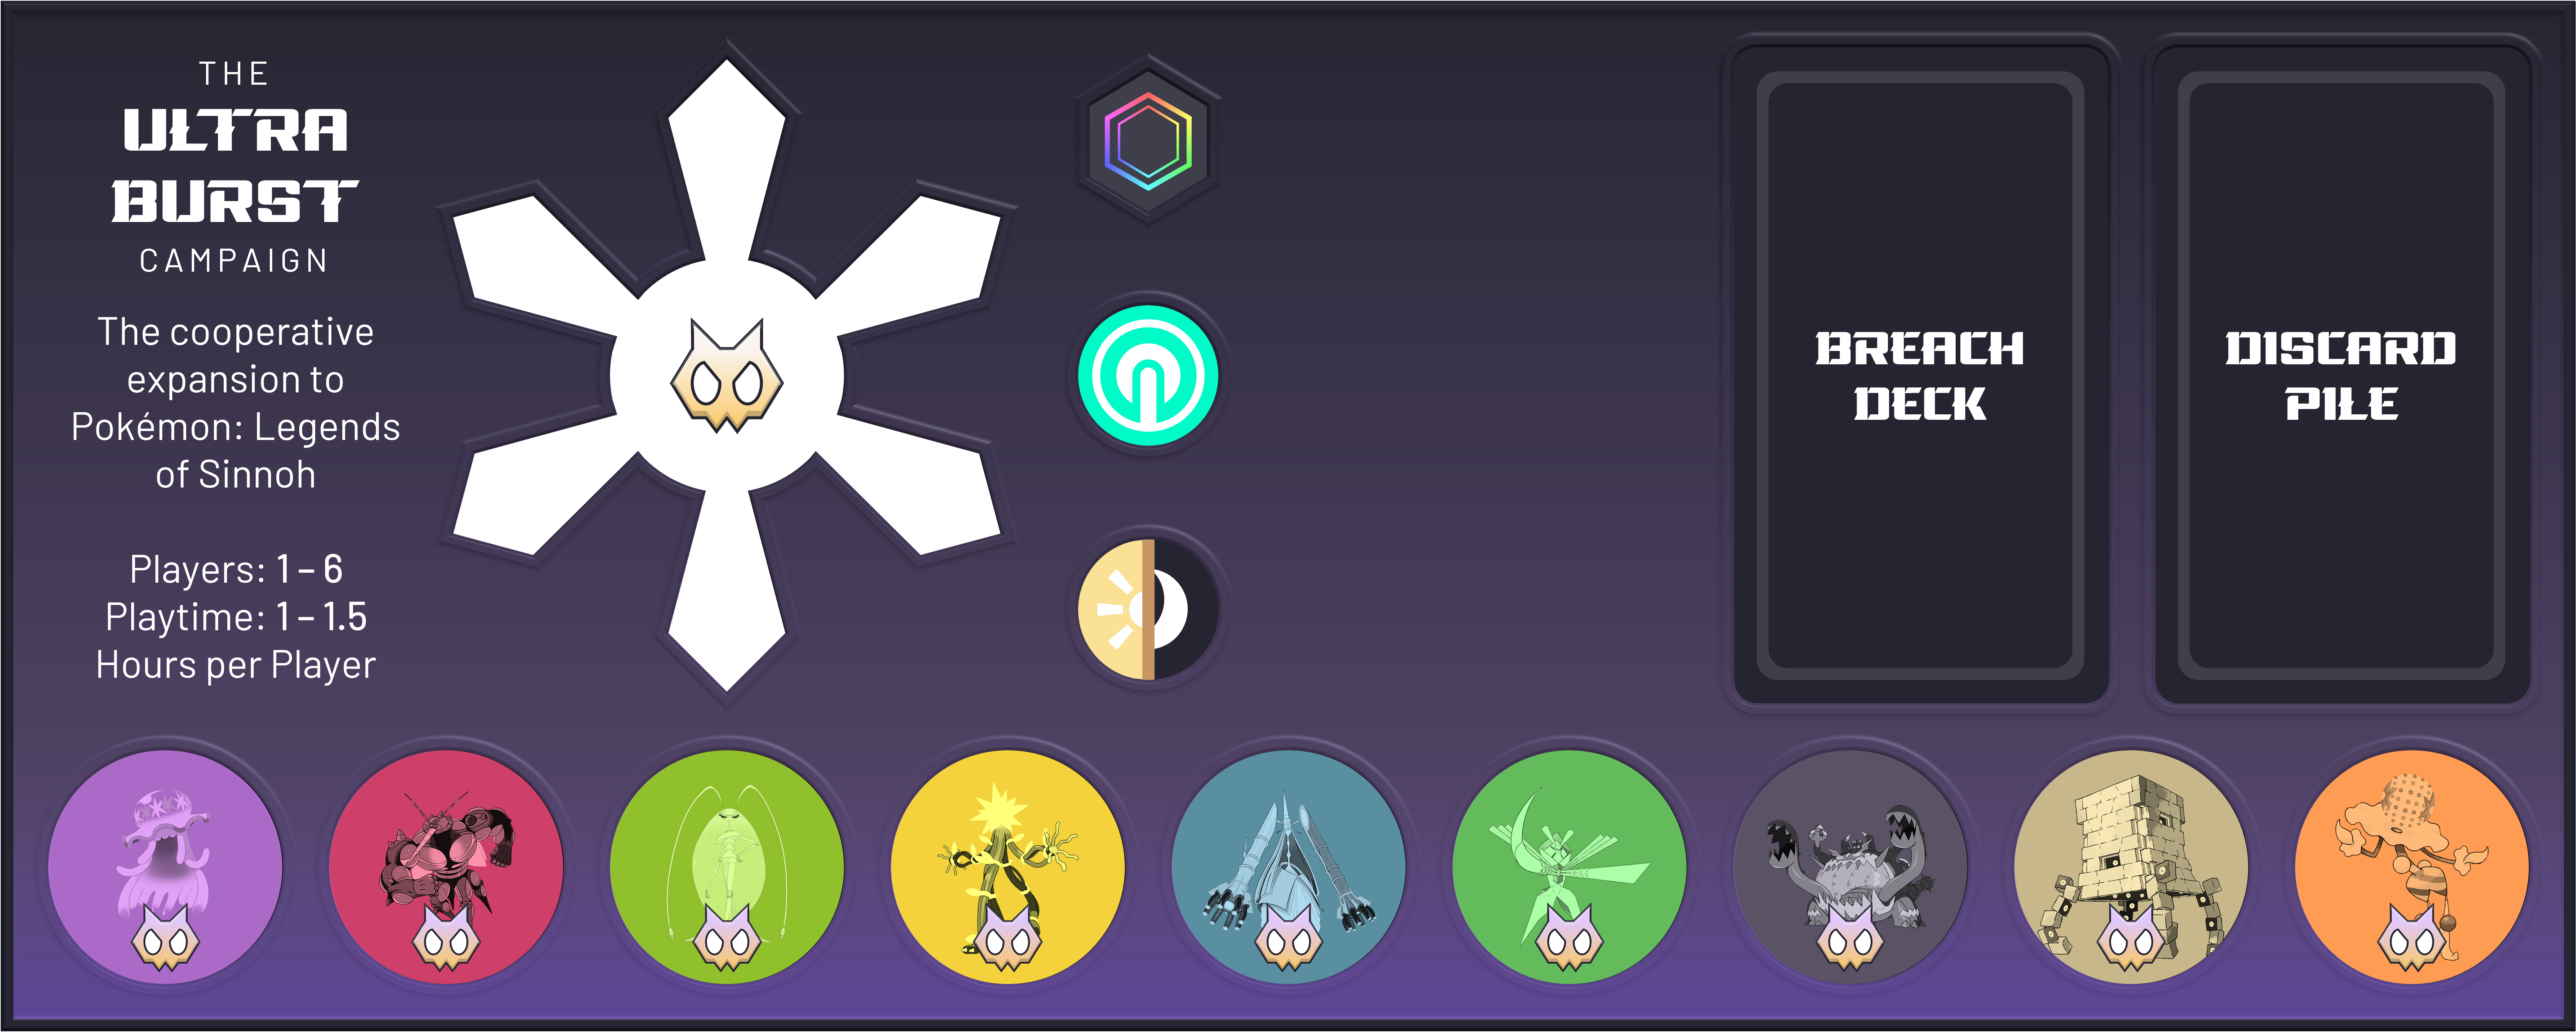 THE
ULTRA
BURST
CAMPAIGN
The cooperative
expansion to
Pokémon: Legends
of Sinnoh
Players: 1 – 6
Playtime: 1 – 1.5
Hours per Player
BREACH
DECK
DISCARD
PILE